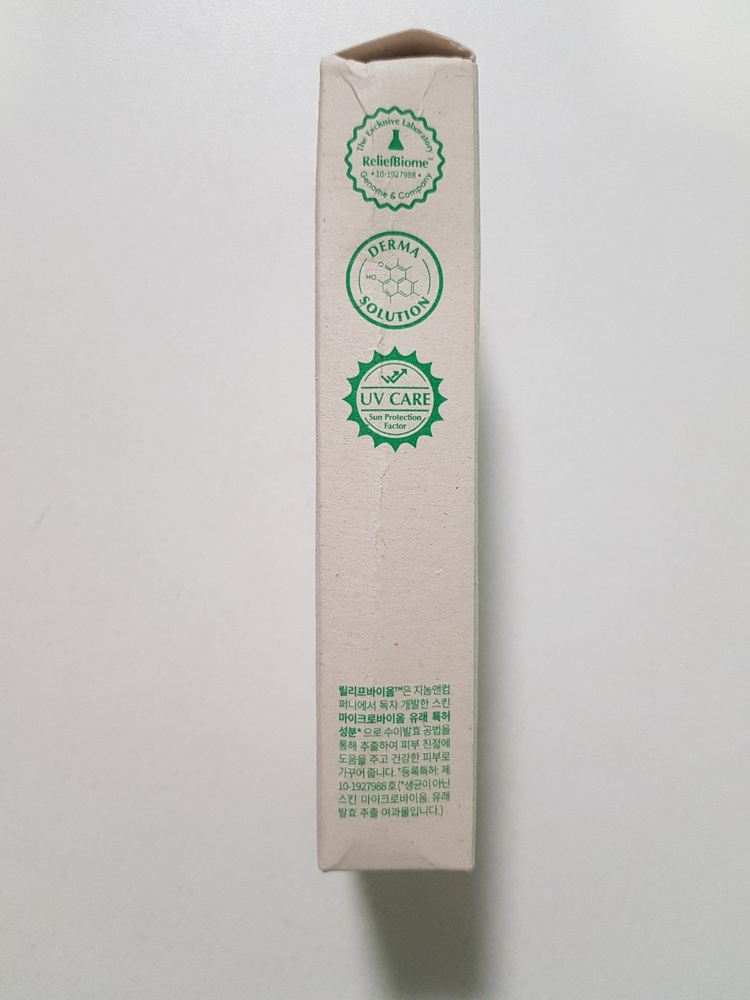 The Exclusive Laboratory
ReliefBiome™
10-1927988
Genome & Company
DERMA
O
HO
SOLUTION
UV CARE
Sun Protection
Factor
릴리프바이옴™은 지놈앤컴
퍼니에서 독자 개발한 스킨
마이크로바이옴 유래 특허
성분* 으로 수이발효 공법을
통해 추출하여 피부 진정에
도움을 주고 건강한 피부로
가꾸어 줍니다. *등록특허: 제
10-1927988 호 (*생균이 아닌
스킨 마이크로바이옴 유래
발효 추출 여과물입니다.)